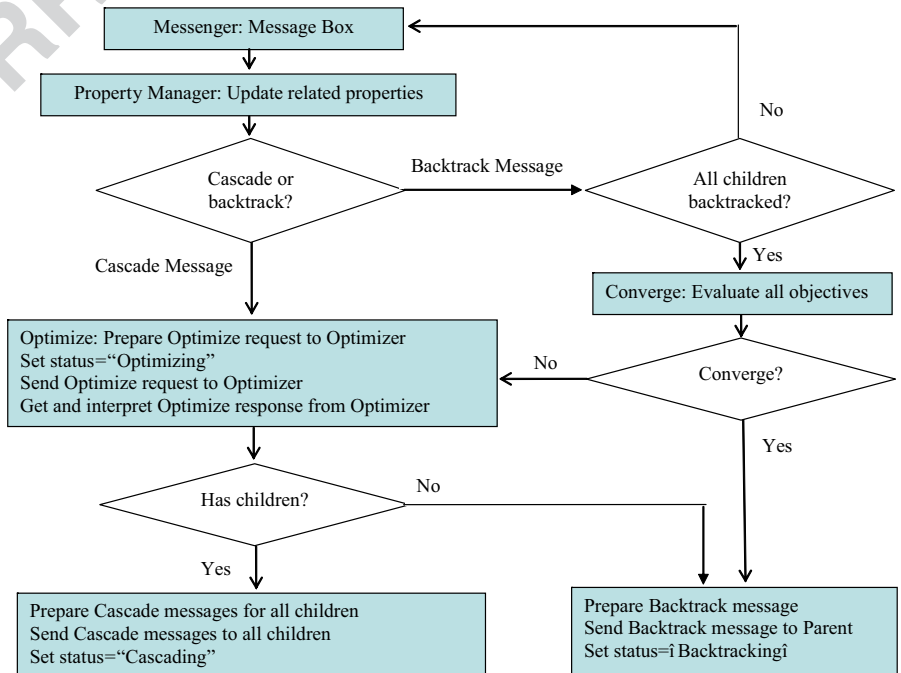 Messenger: Message Box
Property Manager: Update related properties
No
Cascade or
backtrack?
Backtrack Message
All children
backtracked?
Cascade Message
Yes
Converge: Evaluate all objectives
Optimize: Prepare Optimize request to Optimizer
Set status=“Optimizing”
Send Optimize request to Optimizer
Get and interpret Optimize response from Optimizer
No
Converge?
Yes
Has children?
No
Yes
Prepare Cascade messages for all children
Send Cascade messages to all children
Set status=“Cascading”
Prepare Backtrack message
Send Backtrack message to Parent
Set status=î Backtrackingî